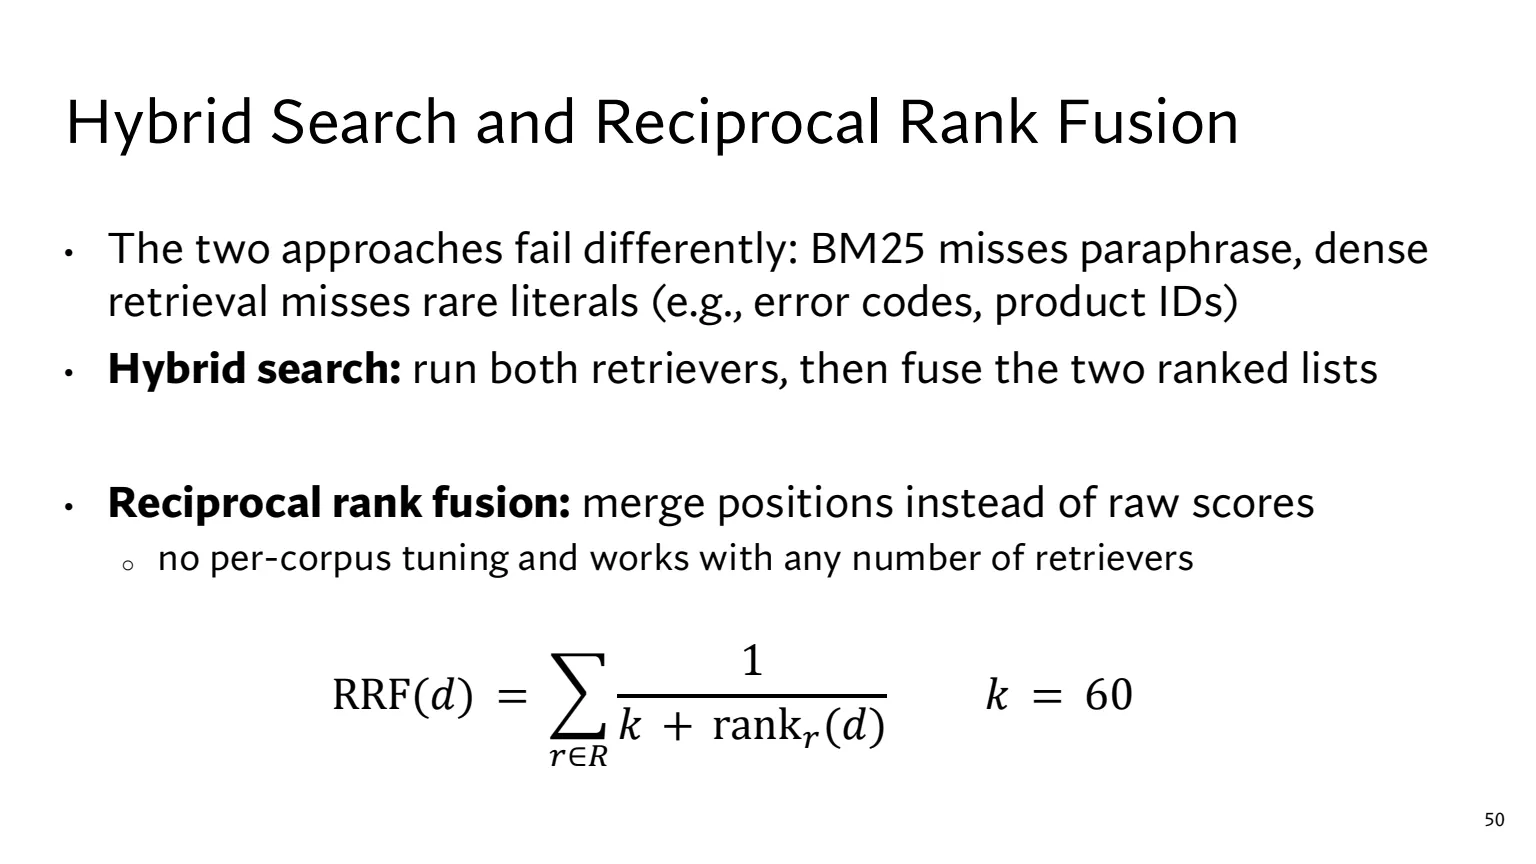 Hybrid Search and Reciprocal Rank Fusion
• The two approaches fail differently: BM25 misses paraphrase, dense
retrieval misses rare literals (e.g., error codes, product IDs)
• Hybrid search: run both retrievers, then fuse the two ranked lists
• Reciprocal rank fusion: merge positions instead of raw scores
○ no per-corpus tuning and works with any number of retrievers
RRF(d) = ∑_{r∈R} 1 / (k + rank_r(d))    k = 60
50